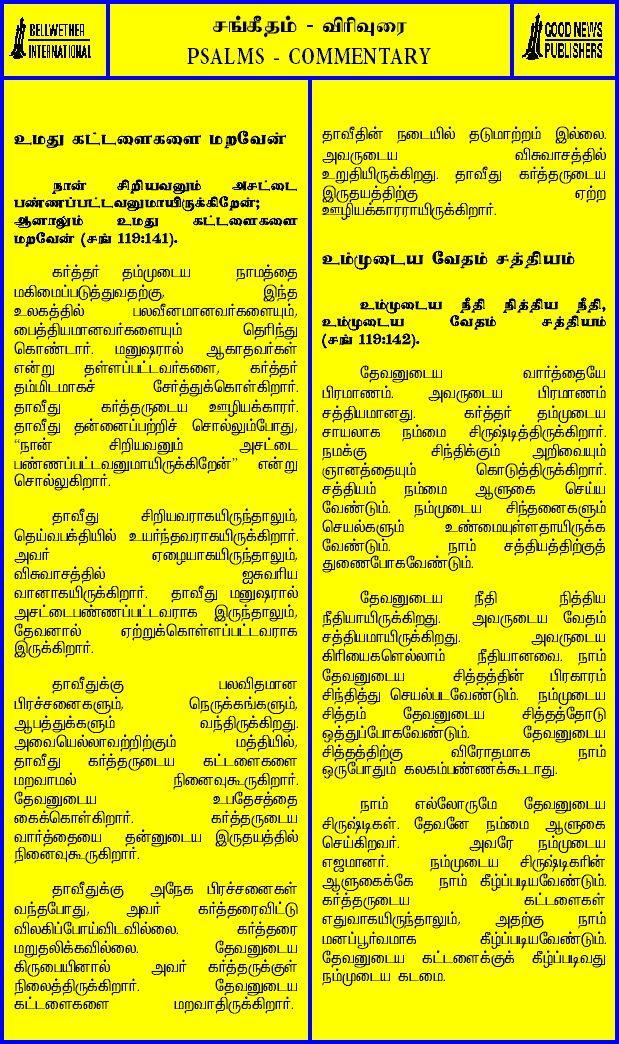 BELLWETHER
INTERNATIONAL
சங்கீதம் - விரிவுரை
PSALMS - COMMENTARY
GOOD NEWS
PUBLISHERS
உமது கட்டளைகளை மறவேன்
நான் சிறியவனும் அசட்டை
பண்ணப்பட்டவனுமாயிருக்கிறேன்;
ஆனாலும் உமது கட்டளைகளை
மறவேன் (சங் 119:141).
கர்த்தர் தம்முடைய நாமத்தை
மகிமைப்படுத்துவதற்கு, இந்த
உலகத்தில் பலவீனமானவர்களையும்,
பைத்தியமானவர்களையும் தெரிந்து
கொண்டார். மனுஷரால் ஆகாதவர்கள்
என்று தள்ளப்பட்டவர்களை, கர்த்தர்
தம்மிடமாகச் சேர்த்துக்கொள்கிறார்.
தாவீது கர்த்தருடைய ஊழியக்காரர்.
தாவீது தன்னைப்பற்றிச் சொல்லும்போது,
“நான் சிறியவனும் அசட்டை
பண்ணப்பட்டவனுமாயிருக்கிறேன்” என்று
சொல்லுகிறார்.
தாவீது சிறியவராகயிருந்தாலும்,
தெய்வபக்தியில் உயர்ந்தவராகயிருக்கிறார்.
அவர் ஏழையாகயிருந்தாலும்,
விசுவாசத்தில் ஐசுவரிய
வானாகயிருக்கிறார். தாவீது மனுஷரால்
அசட்டைபண்ணப்பட்டவராக இருந்தாலும்,
தேவனால் ஏற்றுக்கொள்ளப்பட்டவராக
இருக்கிறார்.
தாவீதுக்கு பலவிதமான
பிரச்சனைகளும், நெருக்கங்களும்,
ஆபத்துக்களும் வந்திருக்கிறது.
அவையெல்லாவற்றிற்கும் மத்தியில்,
தாவீது கர்த்தருடைய கட்டளைகளை
மறவாமல் நினைவுகூருகிறார்.
தேவனுடைய உபதேசத்தை
கைக்கொள்கிறார். கர்த்தருடைய
வார்த்தையை தன்னுடைய இருதயத்தில்
நினைவுகூருகிறார்.
தாவீதுக்கு அநேக பிரச்சனைகள்
வந்தபோது, அவர் கர்த்தரைவிட்டு
விலகிப்போய்விடவில்லை. கர்த்தரை
மறுதலிக்கவில்லை. தேவனுடைய
கிருபையினால் அவர் கர்த்தருக்குள்
நிலைத்திருக்கிறார். தேவனுடைய
கட்டளைகளை மறவாதிருக்கிறார்.
தாவீதின் நடையில் தடுமாற்றம் இல்லை.
அவருடைய விசுவாசத்தில்
உறுதியிருக்கிறது. தாவீது கர்த்தருடைய
இருதயத்திற்கு ஏற்ற
ஊழியக்காரராயிருக்கிறார்.
உம்முடைய வேதம் சத்தியம்
உம்முடைய நீதி நித்திய நீதி,
உம்முடைய வேதம் சத்தியம்
(சங் 119:142).
தேவனுடைய வார்த்தையே
பிரமாணம். அவருடைய பிரமாணம்
சத்தியமானது. கர்த்தர் தம்முடைய
சாயலாக நம்மை சிருஷ்டித்திருக்கிறார்.
நமக்கு சிந்திக்கும் அறிவையும்
ஞானத்தையும் கொடுத்திருக்கிறார்.
சத்தியம் நம்மை ஆளுகை செய்ய
வேண்டும். நம்முடைய சிந்தனைகளும்
செயல்களும் உண்மையுள்ளதாயிருக்க
வேண்டும். நாம் சத்தியத்திற்குத்
துணைபோகவேண்டும்.
தேவனுடைய நீதி நித்திய
நீதியாயிருக்கிறது. அவருடைய வேதம்
சத்தியமாயிருக்கிறது. அவருடைய
கிரியைகளெல்லாம் நீதியானவை. நாம்
தேவனுடைய சித்தத்தின் பிரகாரம்
சிந்தித்து செயல்படவேண்டும். நம்முடைய
சித்தம் தேவனுடைய சித்தத்தோடு
ஒத்துப்போகவேண்டும். தேவனுடைய
சித்தத்திற்கு விரோதமாக நாம்
ஒருபோதும் கலகம்பண்ணக்கூடாது.
நாம் எல்லோருமே தேவனுடைய
சிருஷ்டிகள். தேவனே நம்மை ஆளுகை
செய்கிறவர். அவரே நம்முடைய
எஜமானர். நம்முடைய சிருஷ்டிகரின்
ஆளுகைக்கே நாம் கீழ்ப்படியவேண்டும்.
கர்த்தருடைய கட்டளைகள்
எதுவாகயிருந்தாலும், அதற்கு நாம்
மனப்பூர்வமாக கீழ்ப்படியவேண்டும்.
தேவனுடைய கட்டளைக்குக் கீழ்ப்படிவது
நம்முடைய கடமை.